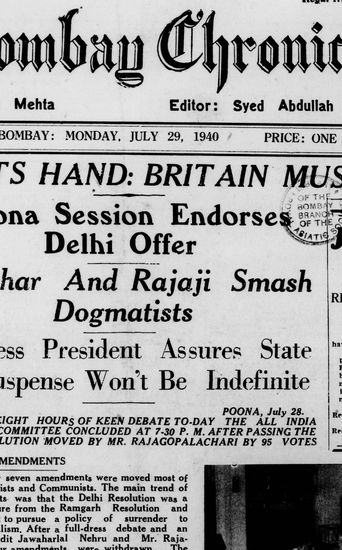 Bombay Chronic
Mehta Editor: Syed Abdullah
BOMBAY: MONDAY, JULY 29, 1940 PRICE: ONE
TS HAND: BRITAIN MUS
ona Session Endorses
Delhi Offer
OF THE
BOMBAY
BRANCH
OF THE
ASIATIC
har And Rajaji Smash
Dogmatists
ess President Assures State
uspense Won't Be Indefinite
POONA, July 28.
EIGHT HOURS OF KEEN DEBATE TO-DAY THE ALL INDIA
COMMITTEE CONCLUDED AT 7-30 P. M. AFTER PASSING THE
LUTION MOVED BY MR. RAJAGOPALACHARI BY 95 VOTES
MENDMENTS
seven amendments were moved most of
ists and Communists. The main trend of
ts was that the Delhi Resolution was a
ure from the Ramgarh Resolution and
to pursue a policy of surrender to
lism. After a full-dress debate and an
dit Jawaharlal Nehru and Mr. Raja-
ur amendments were withdrawn. The